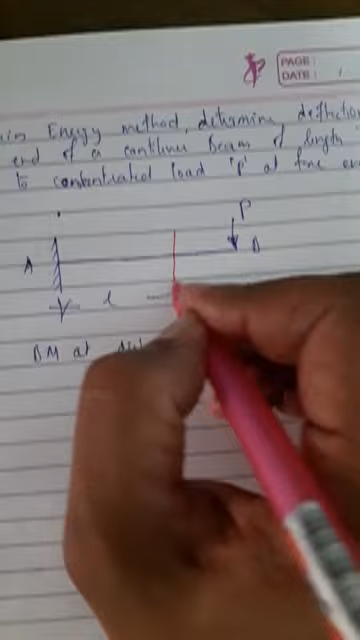 PAGE:
DATE:
Energy method, determine deflection
end of a cantilever Beam of length
to concentrated load 'P' at free en
P
A
B
l
BM at